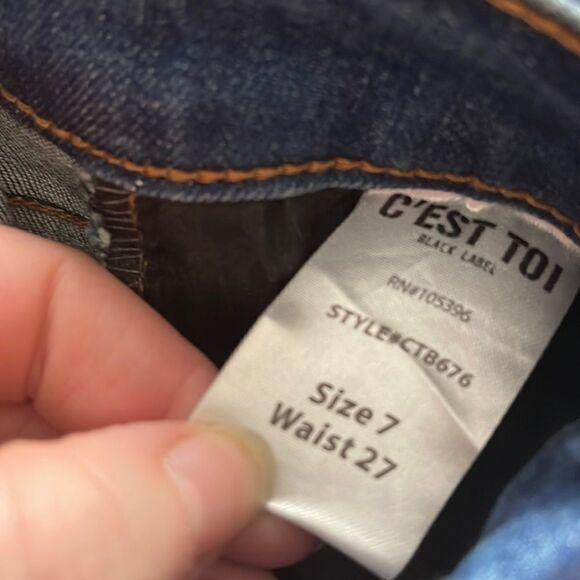 C'EST TOI
BLACK LABEL
RN#105396
STYLE#CTB676
Size 7
Waist 27